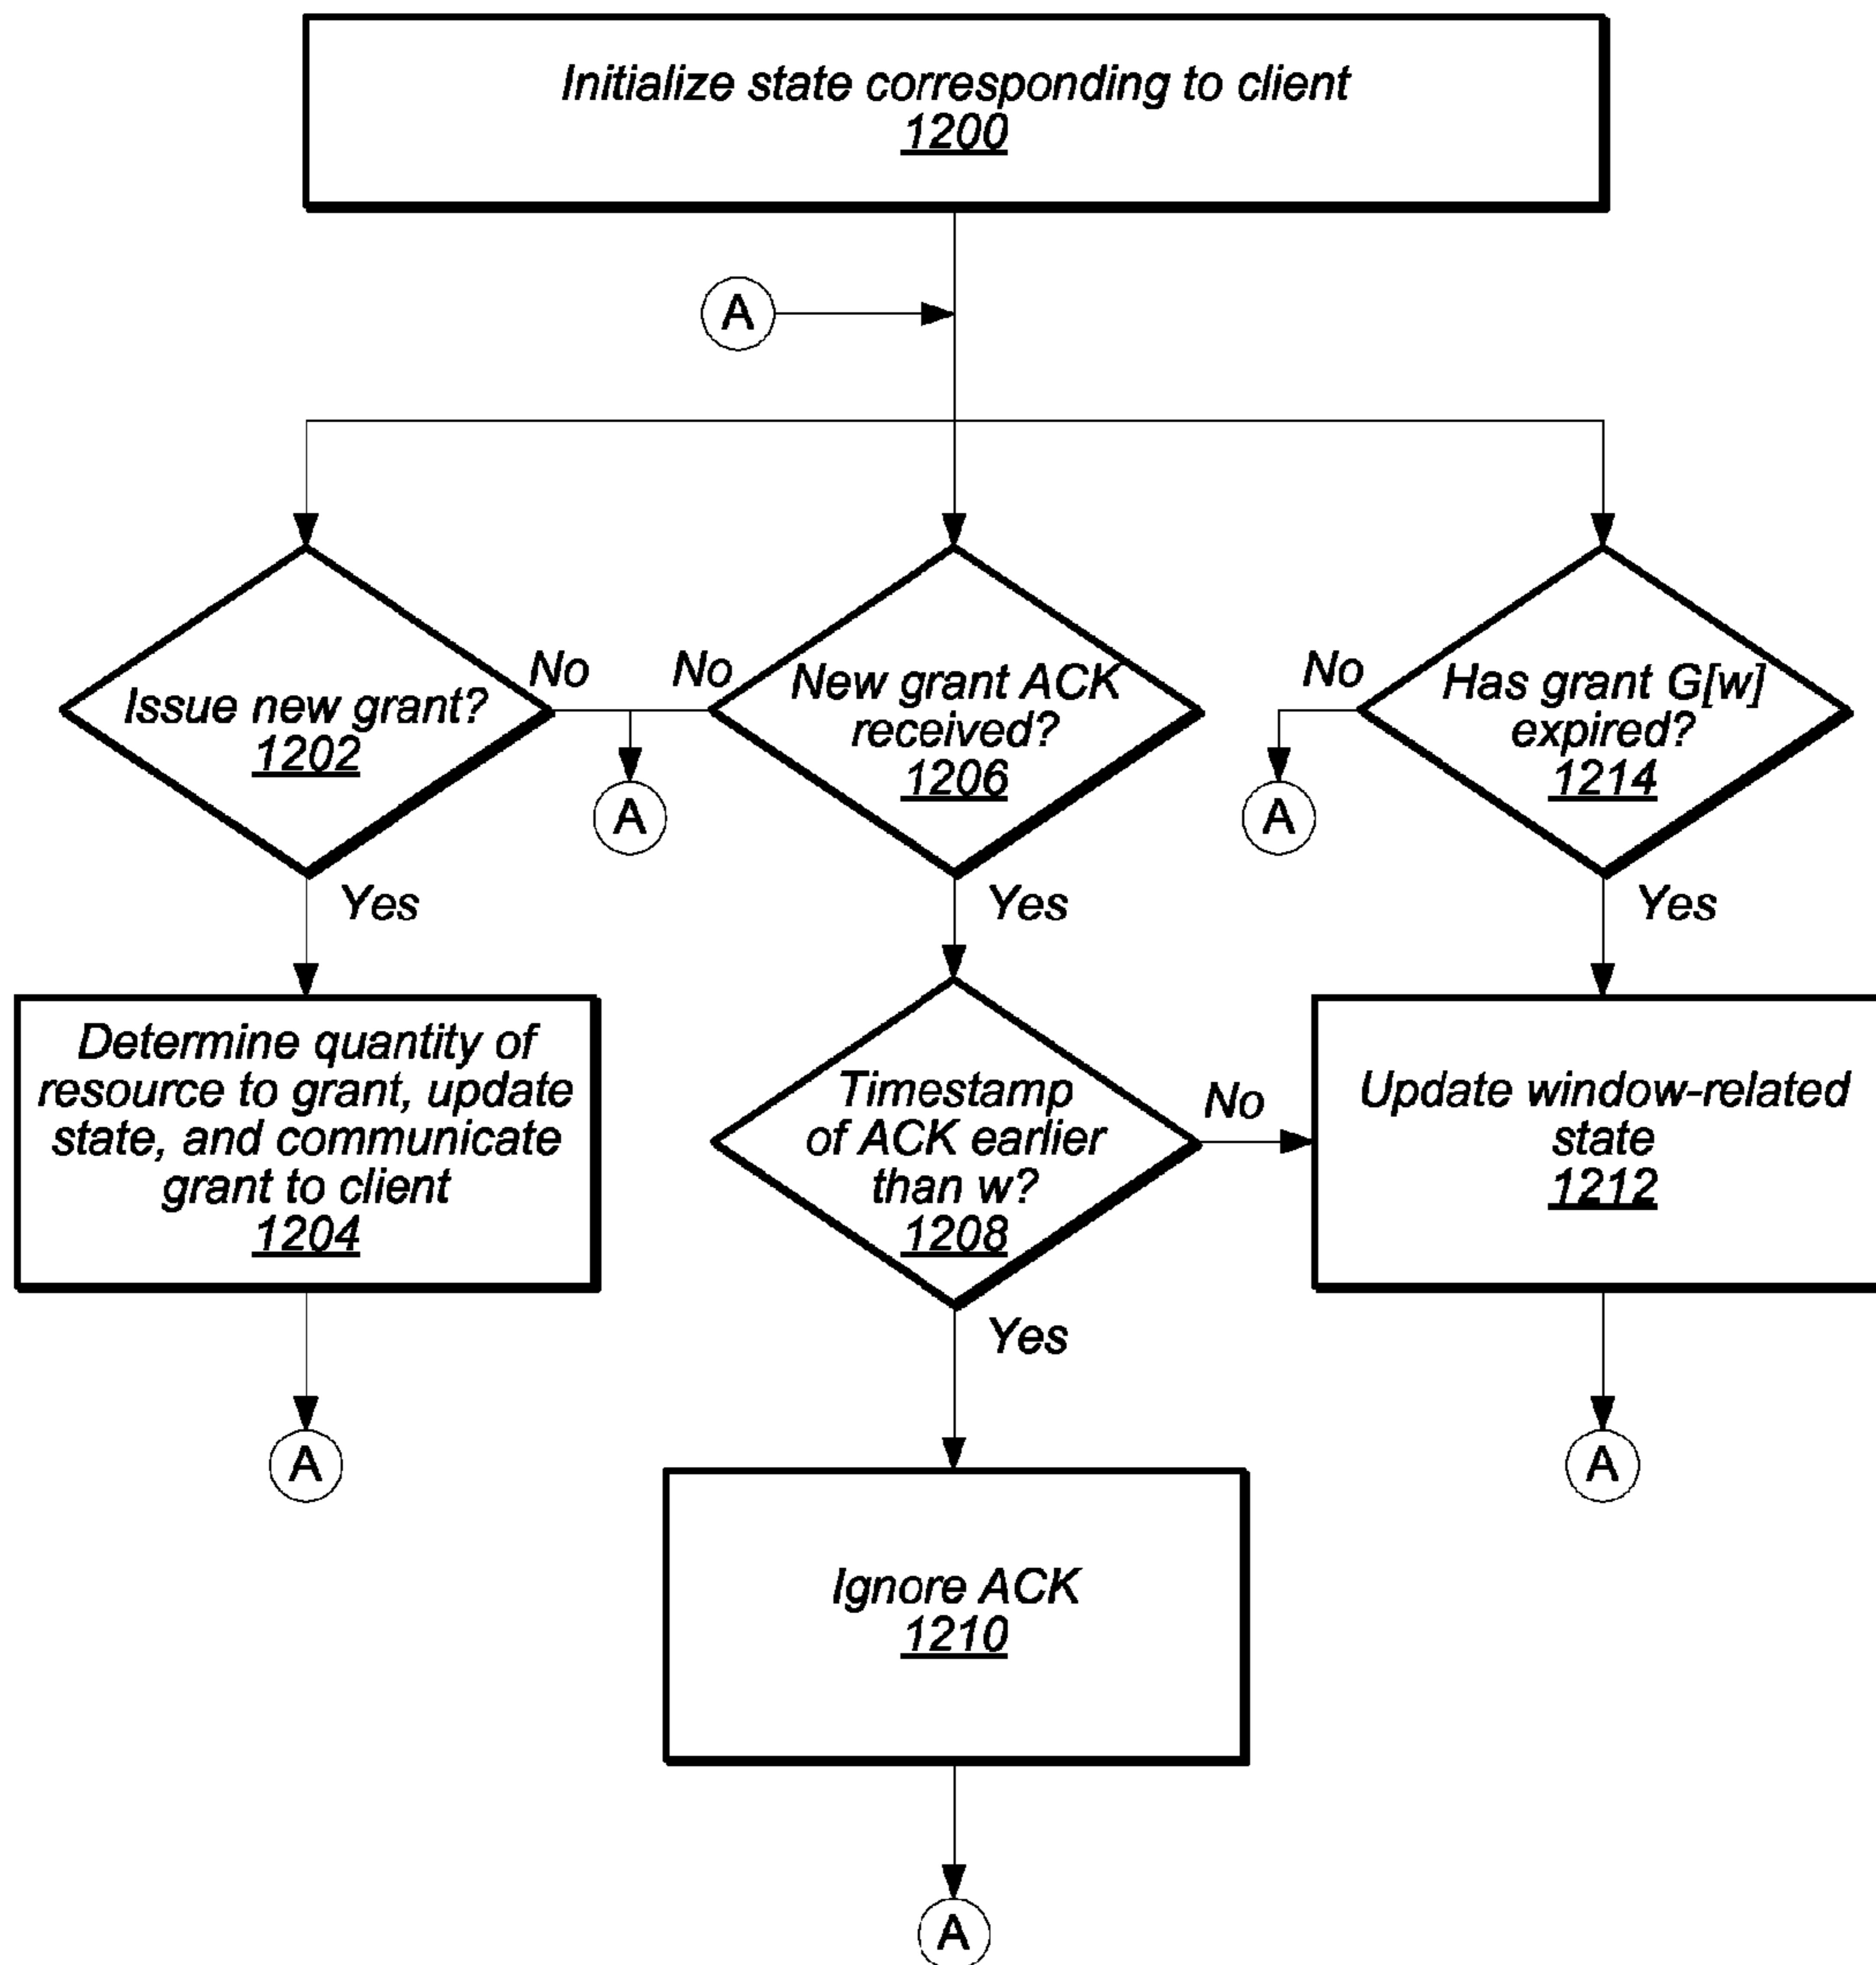 Initialize state corresponding to client
1200
A
Issue new grant?
1202
No
No
New grant ACK
received?
1206
No
Has grant G[w]
expired?
1214
A
A
Yes
Yes
Yes
Determine quantity of
resource to grant, update
state, and communicate
grant to client
1204
Timestamp
of ACK earlier
than w?
1208
No
Update window-related
state
1212
Yes
A
A
Ignore ACK
1210
A